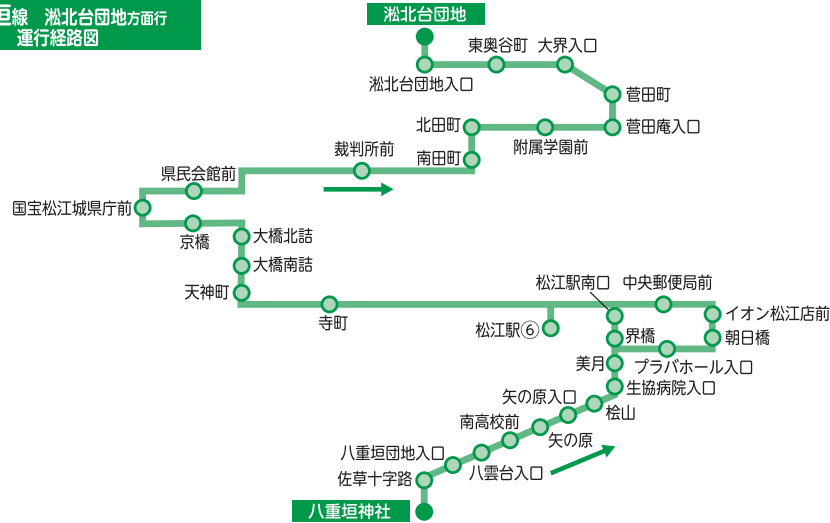 垣線 淞北台団地方面行
運行経路図
淞北台団地
淞北台団地入口
東奥谷町
大界入口
菅田町
菅田庵入口
附属学園前
北田町
南田町
裁判所前
県民会館前
国宝松江城県庁前
京橋
大橋北詰
大橋南詰
天神町
寺町
松江駅⑥
松江駅南口
中央郵便局前
イオン松江店前
朝日橋
プラバホール入口
界橋
美月
生協病院入口
桧山
矢の原入口
矢の原
南高校前
八雲台入口
八重垣団地入口
佐草十字路
八重垣神社